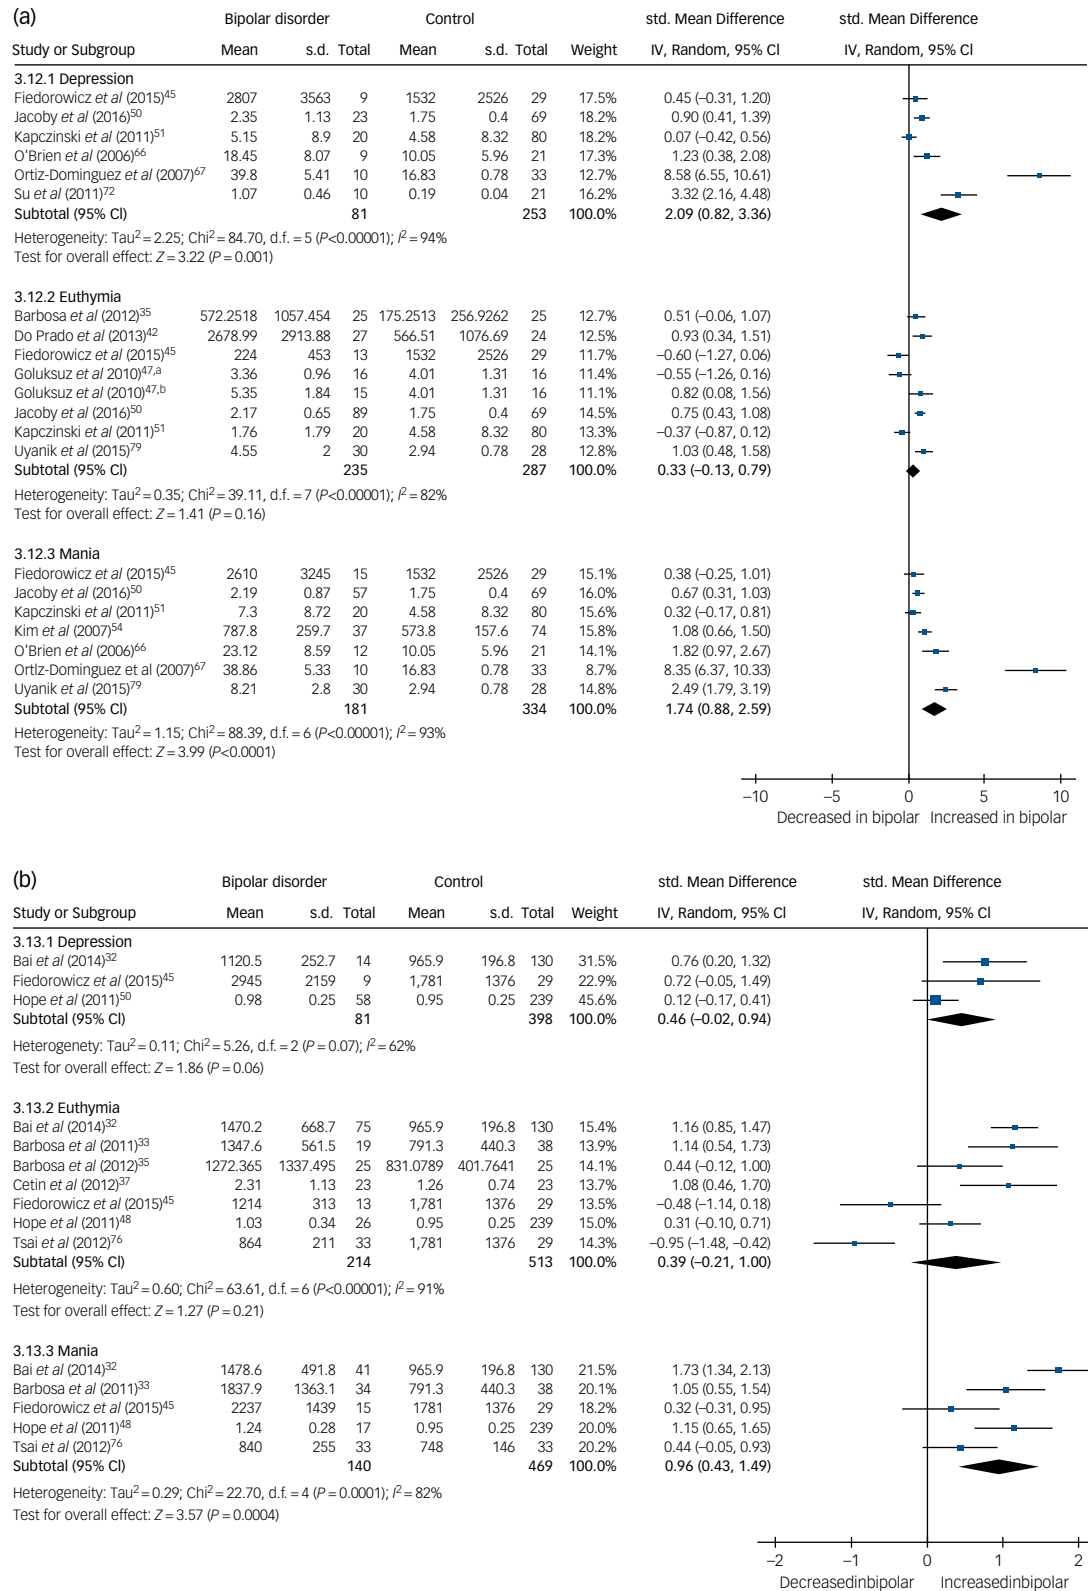 (a)
Bipolar disorder Control std. Mean Difference std. Mean Difference
Study or Subgroup Mean s.d. Total Mean s.d. Total Weight IV, Random, 95% CI IV, Random, 95% CI
3.12.1 Depression
Fiedorowicz et al (2015)45 2807 3563 9 1532 2526 29 17.5% 0.45 (–0.31, 1.20)
Jacoby et al (2016)50 2.35 1.13 23 1.75 0.4 69 18.2% 0.90 (0.41, 1.39)
Kapczinski et al (2011)51 5.15 8.9 20 4.58 8.32 80 18.2% 0.07 (–0.42, 0.56)
O'Brien et al (2006)66 18.45 8.07 9 10.05 5.96 21 17.3% 1.23 (0.38, 2.08)
Ortiz-Dominguez et al (2007)67 39.8 5.41 10 16.83 0.78 33 12.7% 8.58 (6.55, 10.61)
Su et al (2011)72 1.07 0.46 10 0.19 0.04 21 16.2% 3.32 (2.16, 4.48)
Subtotal (95% CI) 81 253 100.0% 2.09 (0.82, 3.36)
Heterogeneity: Tau2 = 2.25; Chi2 = 84.70, d.f. = 5 (P<0.00001); I2 = 94%
Test for overall effect: Z = 3.22 (P = 0.001)
3.12.2 Euthymia
Barbosa et al (2012)35 572.2518 1057.454 25 175.2513 256.9262 25 12.7% 0.51 (–0.06, 1.07)
Do Prado et al (2013)42 2678.99 2913.88 27 566.51 1076.69 24 12.5% 0.93 (0.34, 1.51)
Fiedorowicz et al (2015)45 224 453 13 1532 2526 29 11.7% –0.60 (–1.27, 0.06)
Goluksuz et al 2010)47,a 3.36 0.96 16 4.01 1.31 16 11.4% –0.55 (–1.26, 0.16)
Goluksuz et al 2010)47,b 5.35 1.84 15 4.01 1.31 16 11.1% 0.82 (0.08, 1.56)
Jacoby et al (2016)50 2.17 0.65 89 1.75 0.4 69 14.5% 0.75 (0.43, 1.08)
Kapczinski et al (2011)51 1.76 1.79 20 4.58 8.32 80 13.3% –0.37 (–0.87, 0.12)
Uyanik et al (2015)79 4.55 2 30 2.94 0.78 28 12.8% 1.03 (0.48, 1.58)
Subtotal (95% CI) 235 287 100.0% 0.33 (–0.13, 0.79)
Heterogeneity: Tau2 = 0.35; Chi2 = 39.11, d.f. = 7 (P<0.00001); I2 = 82%
Test for overall effect: Z = 1.41 (P = 0.16)
3.12.3 Mania
Fiedorowicz et al (2015)45 2610 3245 15 1532 2526 29 15.1% 0.38 (–0.25, 1.01)
Jacoby et al (2016)50 2.19 0.87 57 1.75 0.4 69 16.0% 0.67 (0.31, 1.03)
Kapczinski et al (2011)51 7.3 8.72 20 4.58 8.32 80 15.6% 0.32 (–0.17, 0.81)
Kim et al (2007)54 787.8 259.7 37 573.8 157.6 74 15.8% 1.08 (0.66, 1.50)
O'Brien et al (2006)66 23.12 8.59 12 10.05 5.96 21 14.1% 1.82 (0.97, 2.67)
Ortlz-Dominguez et al (2007)67 38.86 5.33 10 16.83 0.78 33 8.7% 8.35 (6.37, 10.33)
Uyanik et al (2015)79 8.21 2.8 30 2.94 0.78 28 14.8% 2.49 (1.79, 3.19)
Subtotal (95% CI) 181 334 100.0% 1.74 (0.88, 2.59)
Heterogeneity: Tau2 = 1.15; Chi2 = 88.39, d.f. = 6 (P<0.00001); I2 = 93%
Test for overall effect: Z = 3.99 (P<0.0001)
–10 –5 0 5 10
Decreased in bipolar Increased in bipolar
(b)
Bipolar disorder Control std. Mean Difference std. Mean Difference
Study or Subgroup Mean s.d. Total Mean s.d. Total Weight IV, Random, 95% CI IV, Random, 95% CI
3.13.1 Depression
Bai et al (2014)32 1120.5 252.7 14 965.9 196.8 130 31.5% 0.76 (0.20, 1.32)
Fiedorowicz et al (2015)45 2945 2159 9 1,781 1376 29 22.9% 0.72 (–0.05, 1.49)
Hope et al (2011)50 0.98 0.25 58 0.95 0.25 239 45.6% 0.12 (–0.17, 0.41)
Subtotal (95% CI) 81 398 100.0% 0.46 (–0.02, 0.94)
Heterogenety: Tau2 = 0.11; Chi2 = 5.26, d.f. = 2 (P = 0.07); I2 = 62%
Test for overall effect: Z = 1.86 (P = 0.06)
3.13.2 Euthymia
Bai et al (2014)32 1470.2 668.7 75 965.9 196.8 130 15.4% 1.16 (0.85, 1.47)
Barbosa et al (2011)33 1347.6 561.5 19 791.3 440.3 38 13.9% 1.14 (0.54, 1.73)
Barbosa et al (2012)35 1272.365 1337.495 25 831.0789 401.7641 25 14.1% 0.44 (–0.12, 1.00)
Cetin et al (2012)37 2.31 1.13 23 1.26 0.74 23 13.7% 1.08 (0.46, 1.70)
Fiedorowicz et al (2015)45 1214 313 13 1,781 1376 29 13.5% –0.48 (–1.14, 0.18)
Hope et al (2011)48 1.03 0.34 26 0.95 0.25 239 15.0% 0.31 (–0.10, 0.71)
Tsai et al (2012)76 864 211 33 1,781 1376 29 14.3% –0.95 (–1.48, –0.42)
Subtatal (95% CI) 214 513 100.0% 0.39 (–0.21, 1.00)
Heterogeneity: Tau2 = 0.60; Chi2 = 63.61, d.f. = 6 (P<0.00001); I2 = 91%
Test for overall effect: Z = 1.27 (P = 0.21)
3.13.3 Mania
Bai et al (2014)32 1478.6 491.8 41 965.9 196.8 130 21.5% 1.73 (1.34, 2.13)
Barbosa et al (2011)33 1837.9 1363.1 34 791.3 440.3 38 20.1% 1.05 (0.55, 1.54)
Fiedorowicz et al (2015)45 2237 1439 15 1781 1376 29 18.2% 0.32 (–0.31, 0.95)
Hope et al (2011)48 1.24 0.28 17 0.95 0.25 239 20.0% 1.15 (0.65, 1.65)
Tsai et al (2012)76 840 255 33 748 146 33 20.2% 0.44 (–0.05, 0.93)
Subtotal (95% CI) 140 469 100.0% 0.96 (0.43, 1.49)
Heterogeneity: Tau2 = 0.29; Chi2 = 22.70, d.f. = 4 (P = 0.0001); I2 = 82%
Test for overall effect: Z = 3.57 (P = 0.0004)
–2 –1 0 1 2
Decreasedinbipolar Increasedinbipolar